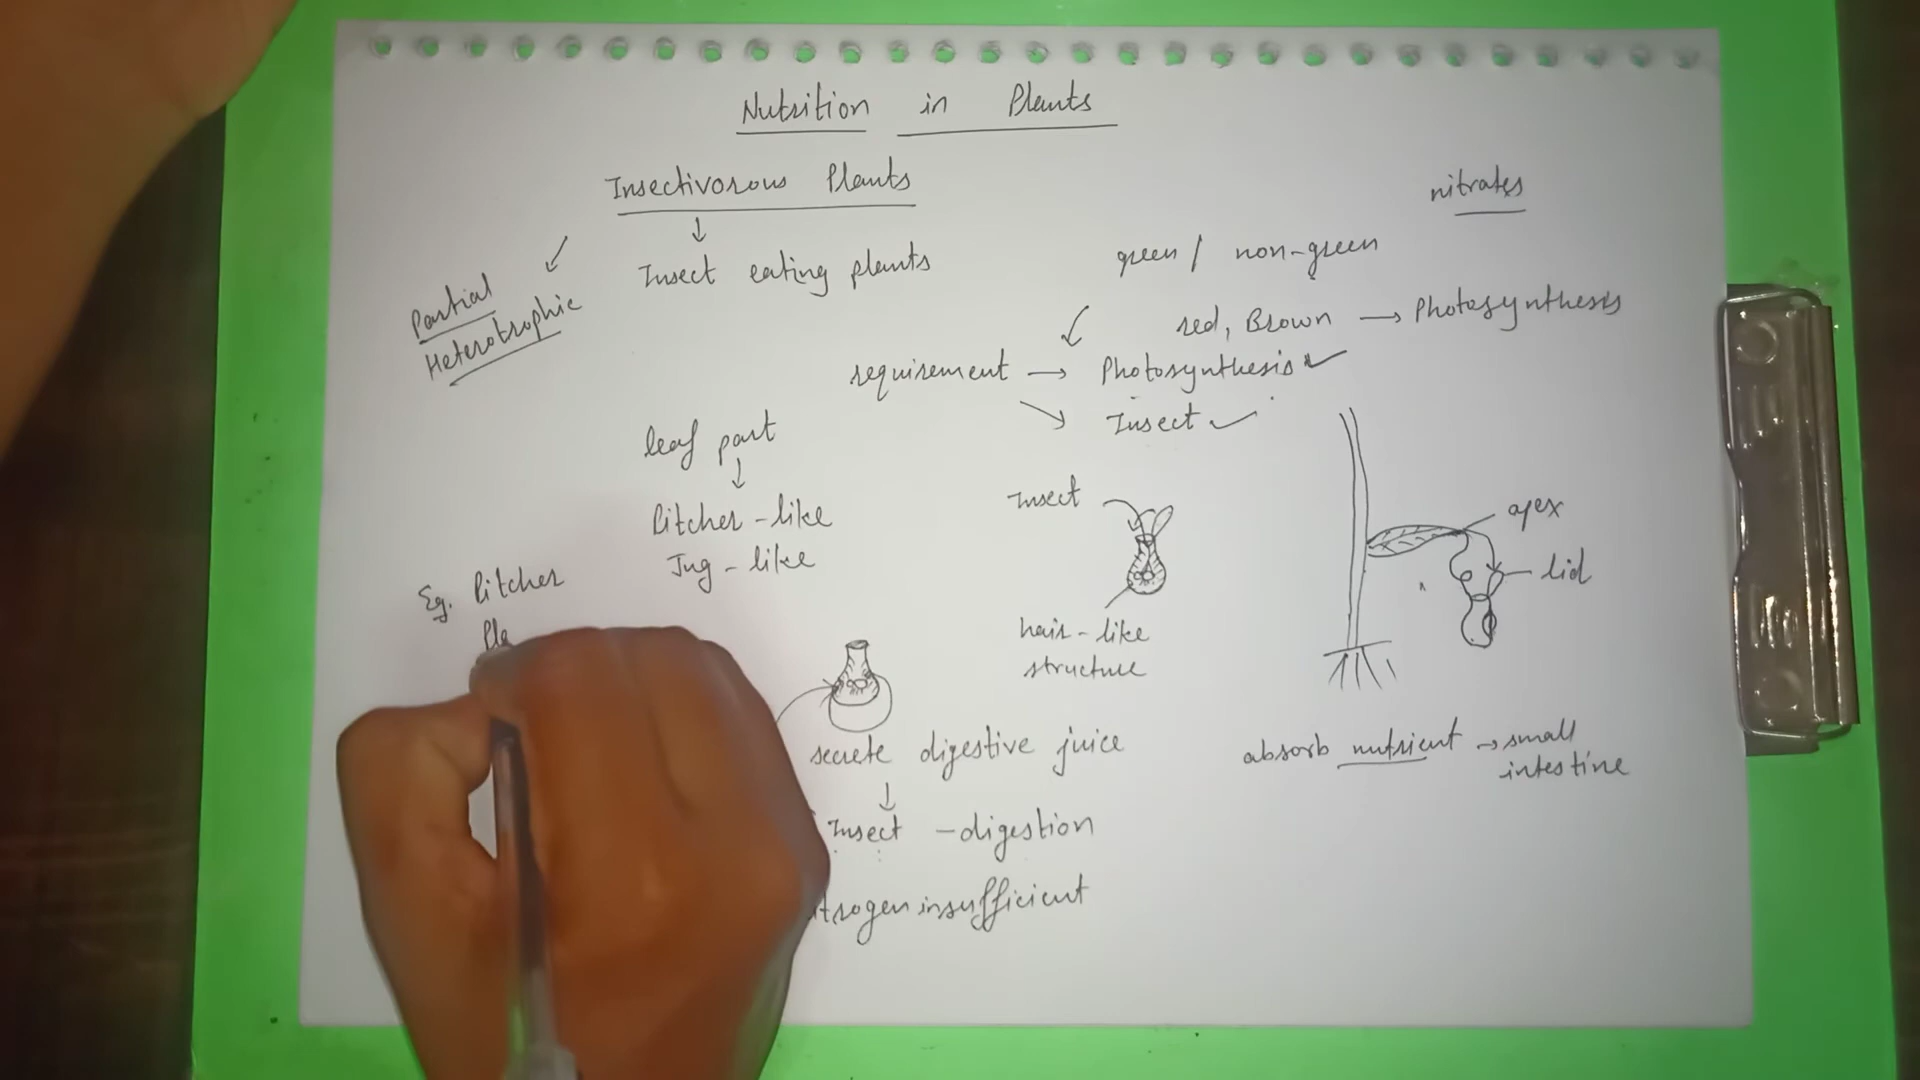 Nutrition in Plants
Insectivorous Plants
nitrates
Insect eating plants
green / non-green
Partial
Heterotrophic
red, Brown → Photosynthesis
requirement → Photosynthesis
Insect
leaf part
Pitcher-like
Jug-like
Insect
apex
lid
Eg. Pitcher
hair-like
structure
secrete digestive juice
absorb nutrient → small
intestine
Insect - digestion
insufficient